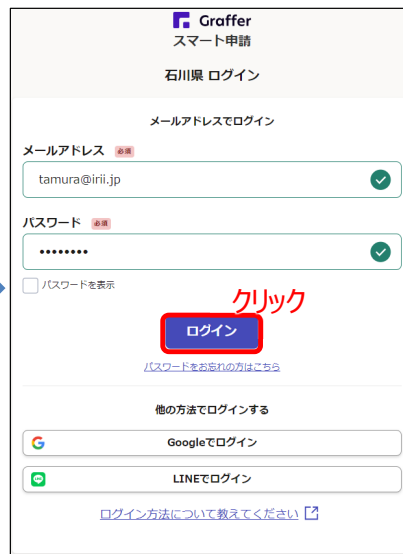 Graffer
スマート申請
石川県 ログイン
メールアドレスでログイン
メールアドレス 必須
tamura@irii.jp
パスワード 必須
••••••••
パスワードを表示
クリック
ログイン
パスワードをお忘れの方はこちら
他の方法でログインする
Googleでログイン
LINEでログイン
ログイン方法について教えてください